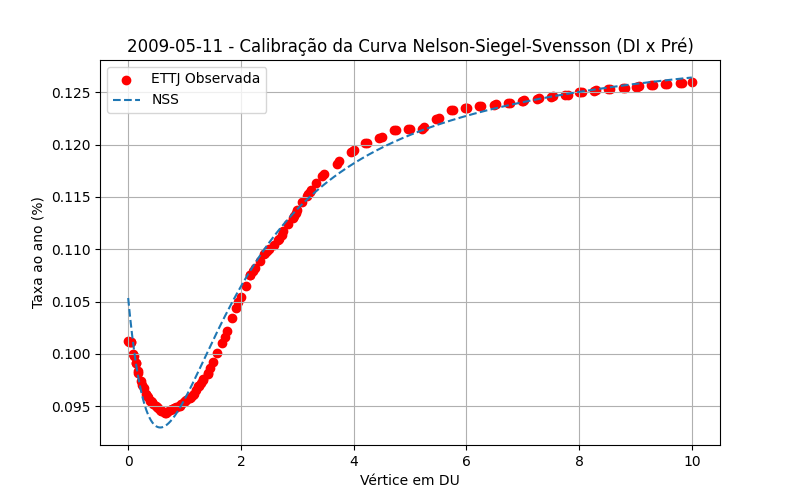 2009-05-11 - Calibração da Curva Nelson-Siegel-Svensson (DI x Pré)
ETTJ Observada
NSS
Taxa ao ano (%)
0.125
0.120
0.115
0.110
0.105
0.100
0.095
0 2 4 6 8 10
Vértice em DU